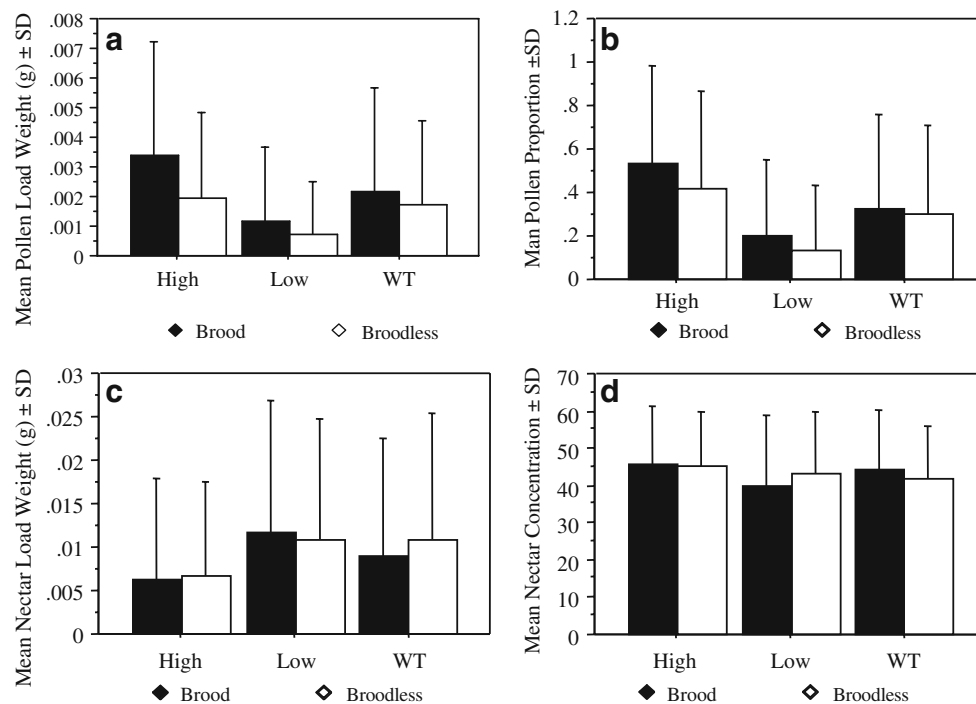 a
Mean Pollen Load Weight (g) ± SD
.008
.007
.006
.005
.004
.003
.002
.001
0
High Low WT
Brood Broodless
b
Man Pollen Proportion ±SD
1.2
1
.8
.6
.4
.2
0
High Low WT
Brood Broodless
c
Mean Nectar Load Weight (g) ± SD
.03
.025
.02
.015
.01
.005
0
High Low WT
Brood Broodless
d
Mean Nectar Concentration ± SD
70
60
50
40
30
20
10
0
High Low WT
Brood Broodless